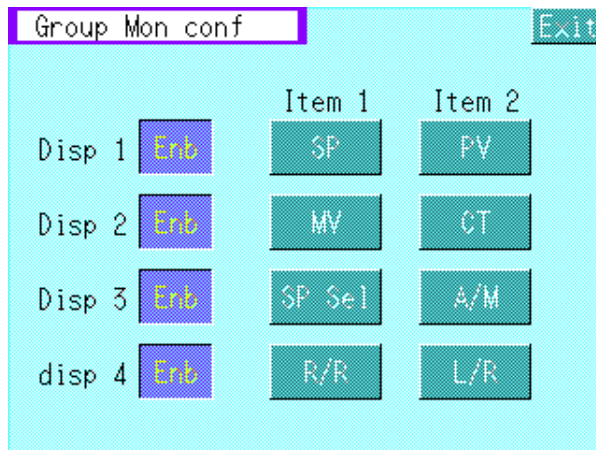 Group Mon conf Exit
Item 1 Item 2
Disp 1 Enb SP PV
Disp 2 Enb MV CT
Disp 3 Enb SP Sel A/M
disp 4 Enb R/R L/R